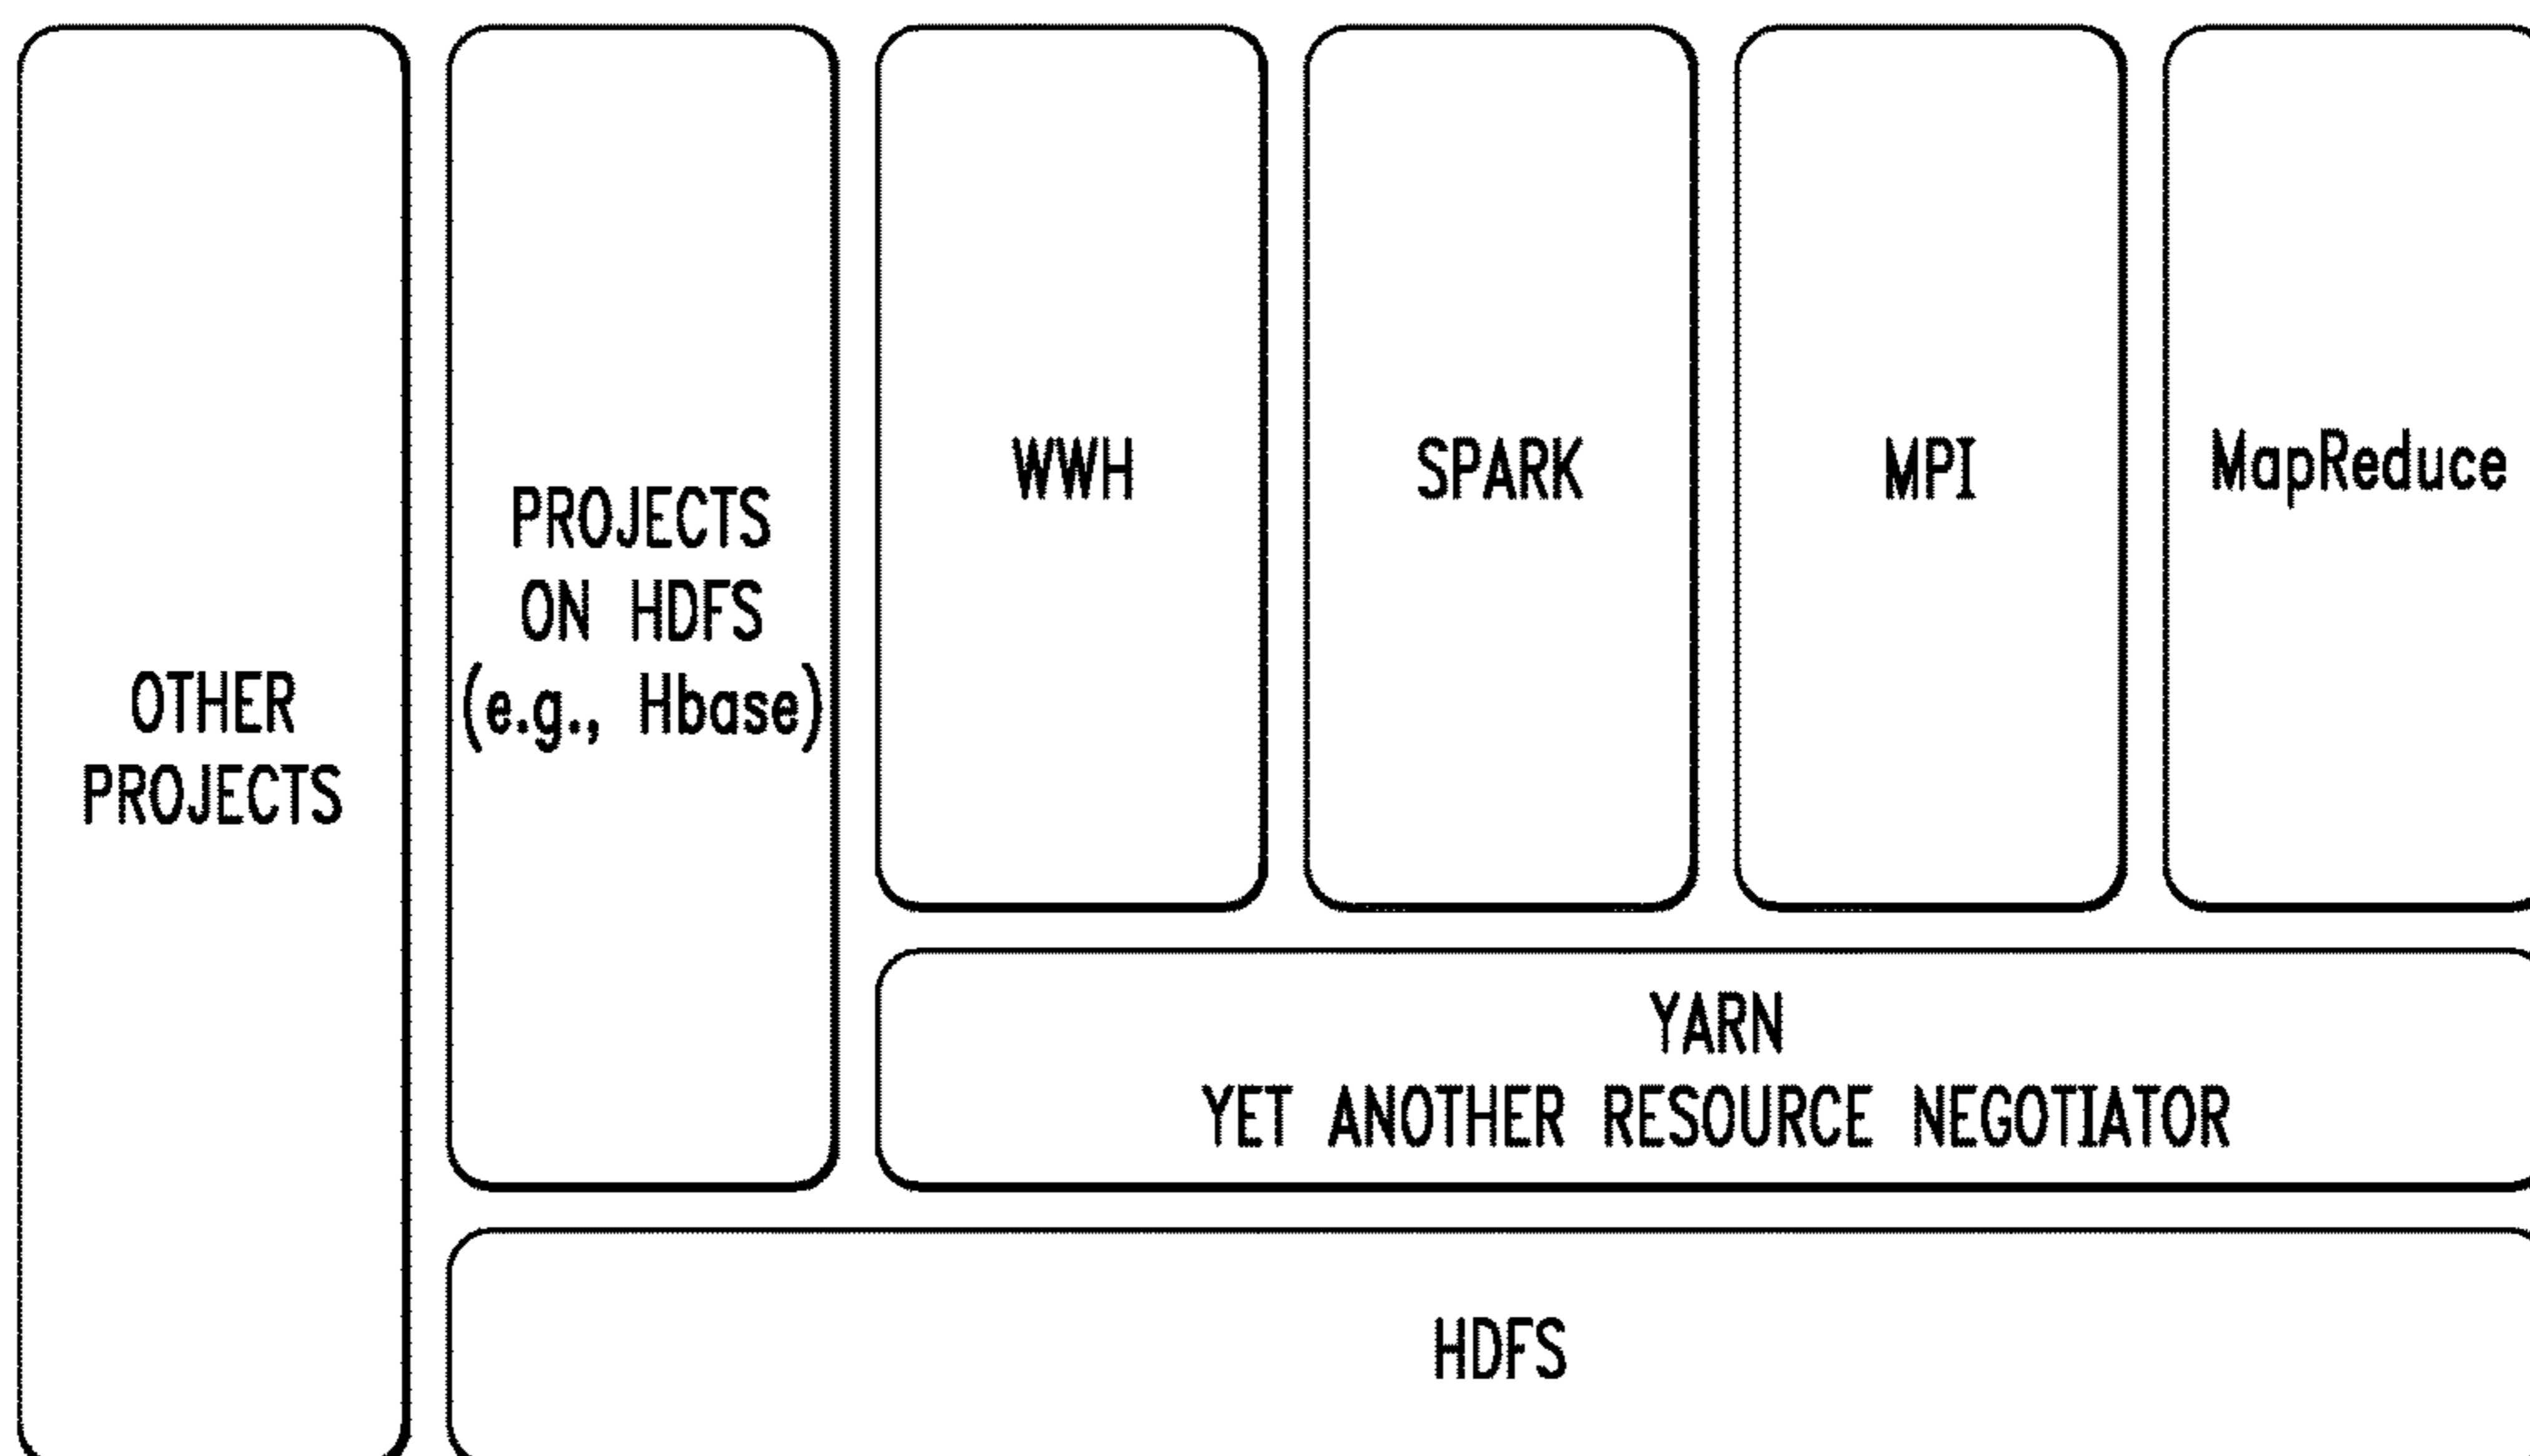 OTHER
PROJECTS
PROJECTS
ON HDFS
(e.g., Hbase)
WWH
SPARK
MPI
MapReduce
YARN
YET ANOTHER RESOURCE NEGOTIATOR
HDFS